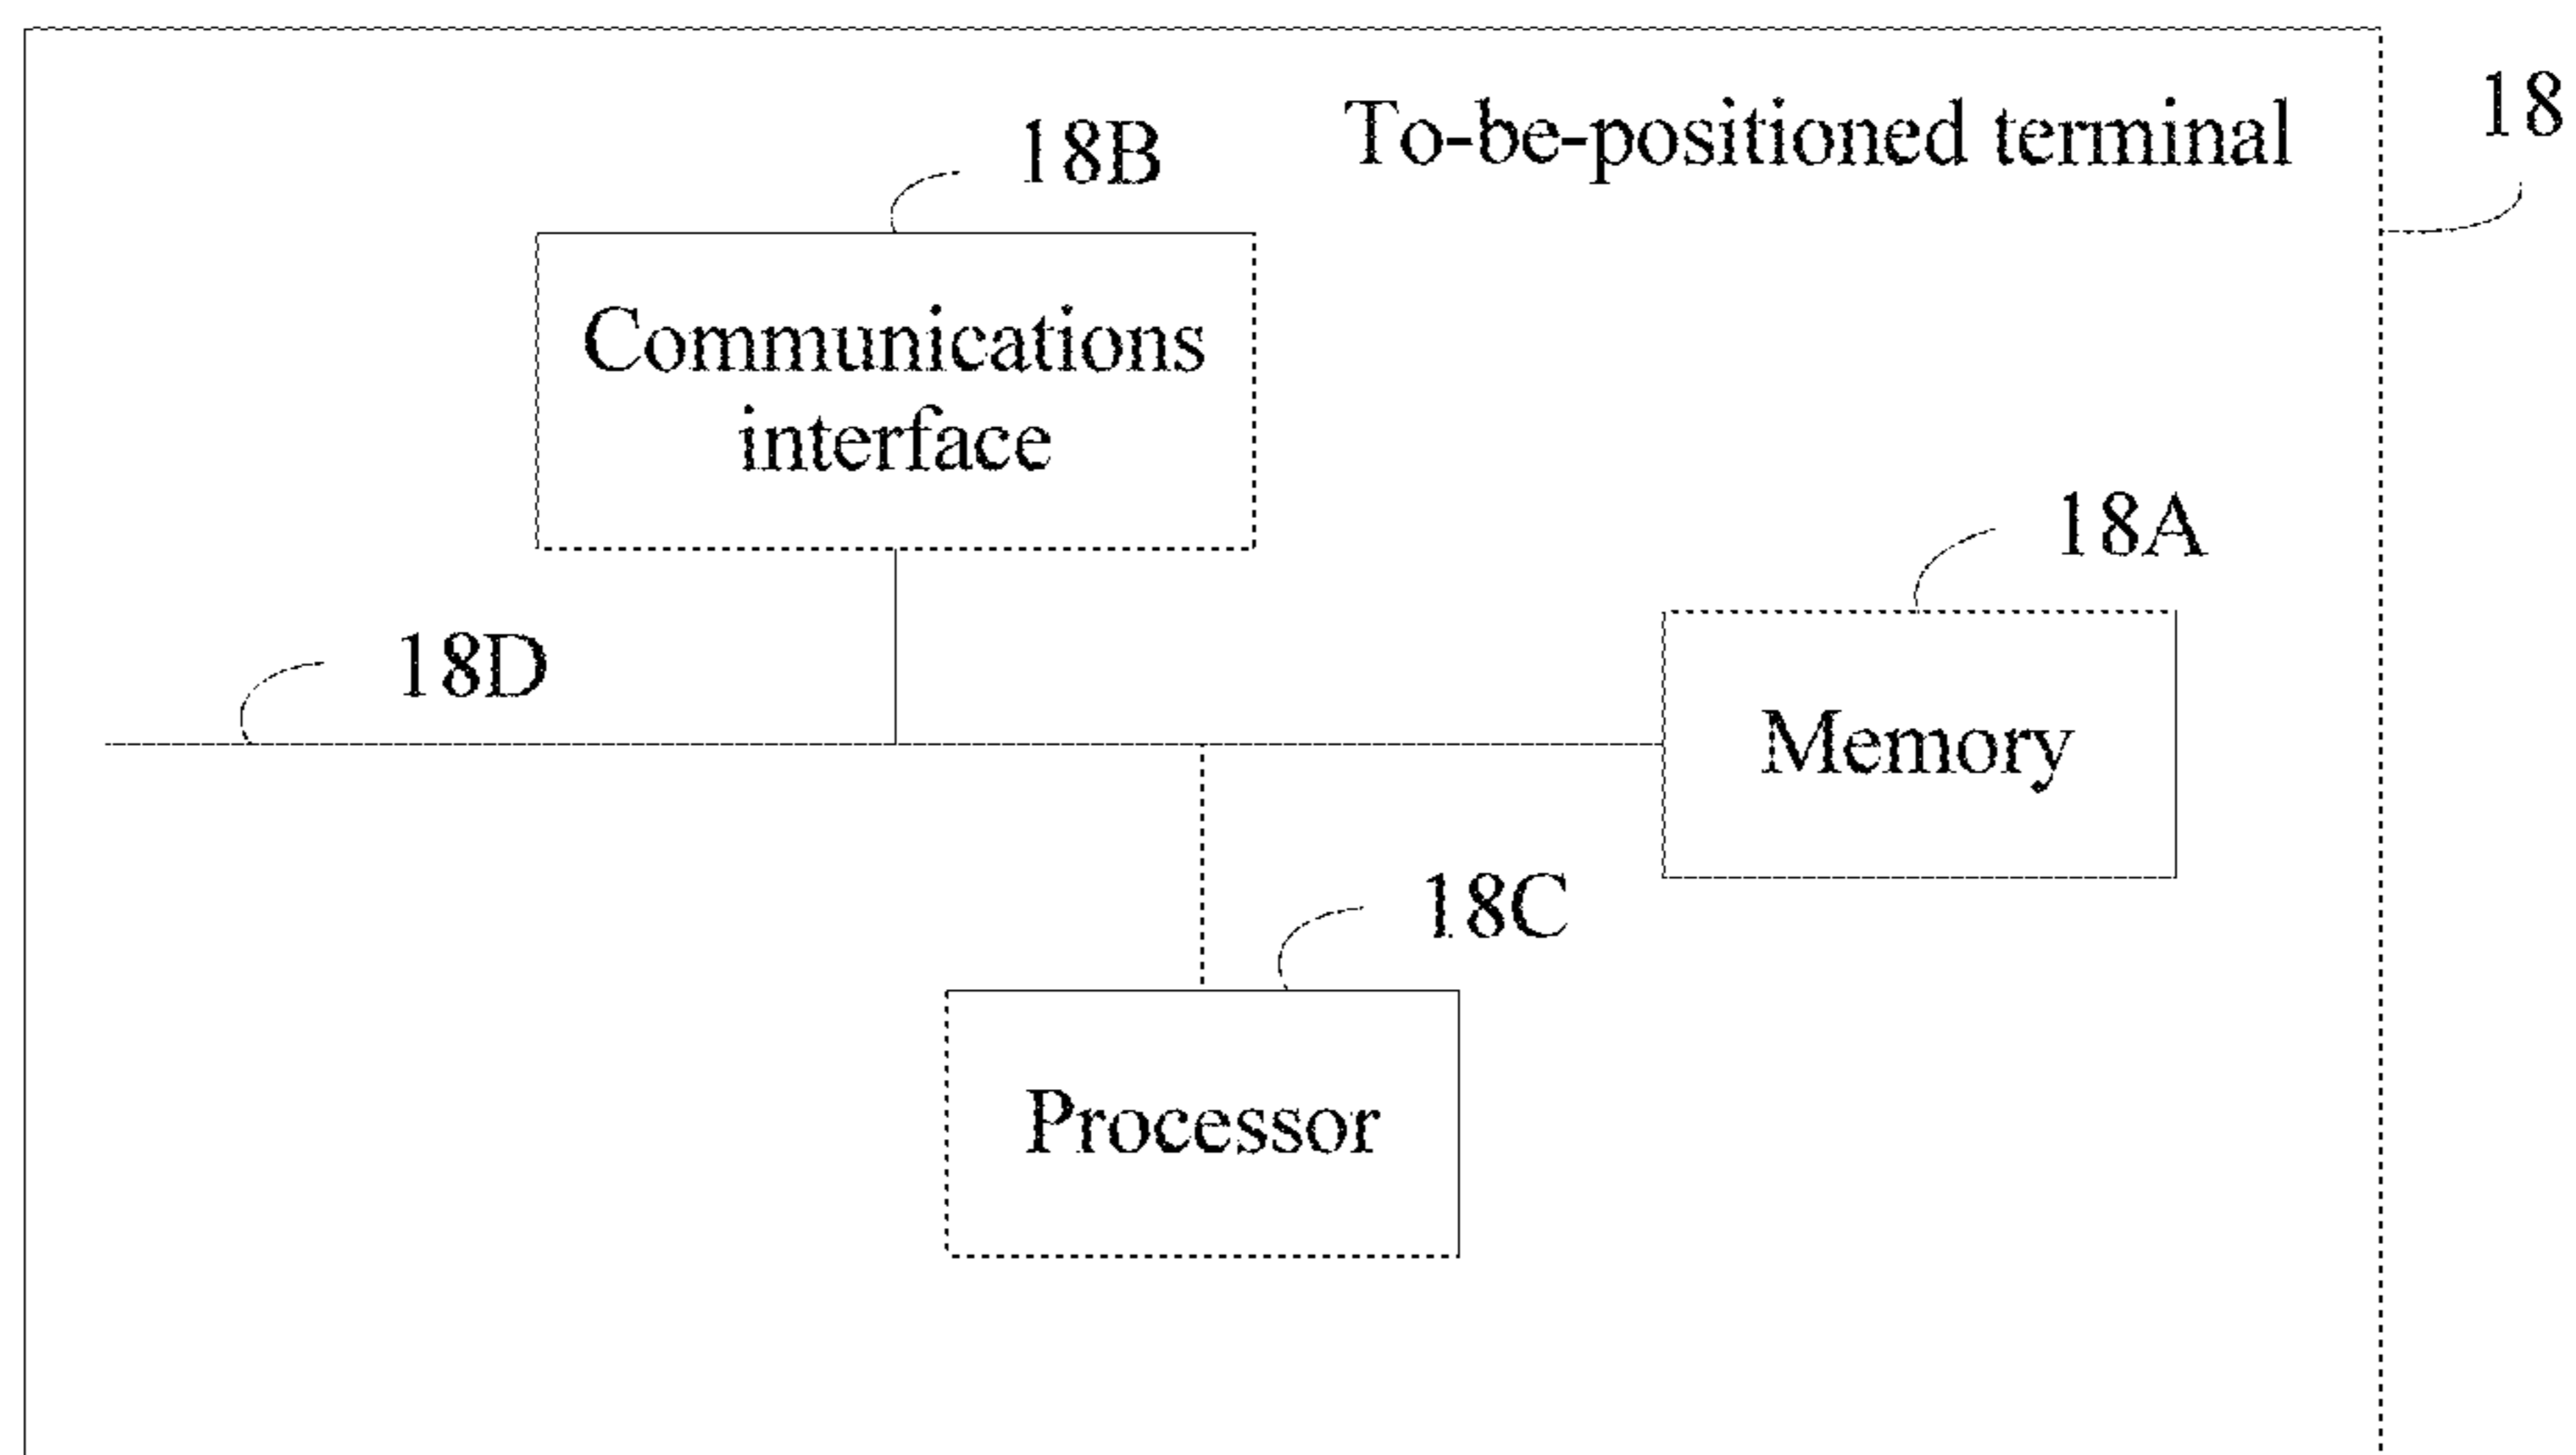 18
To-be-positioned terminal
18B
Communications
interface
18A
18D
Memory
18C
Processor